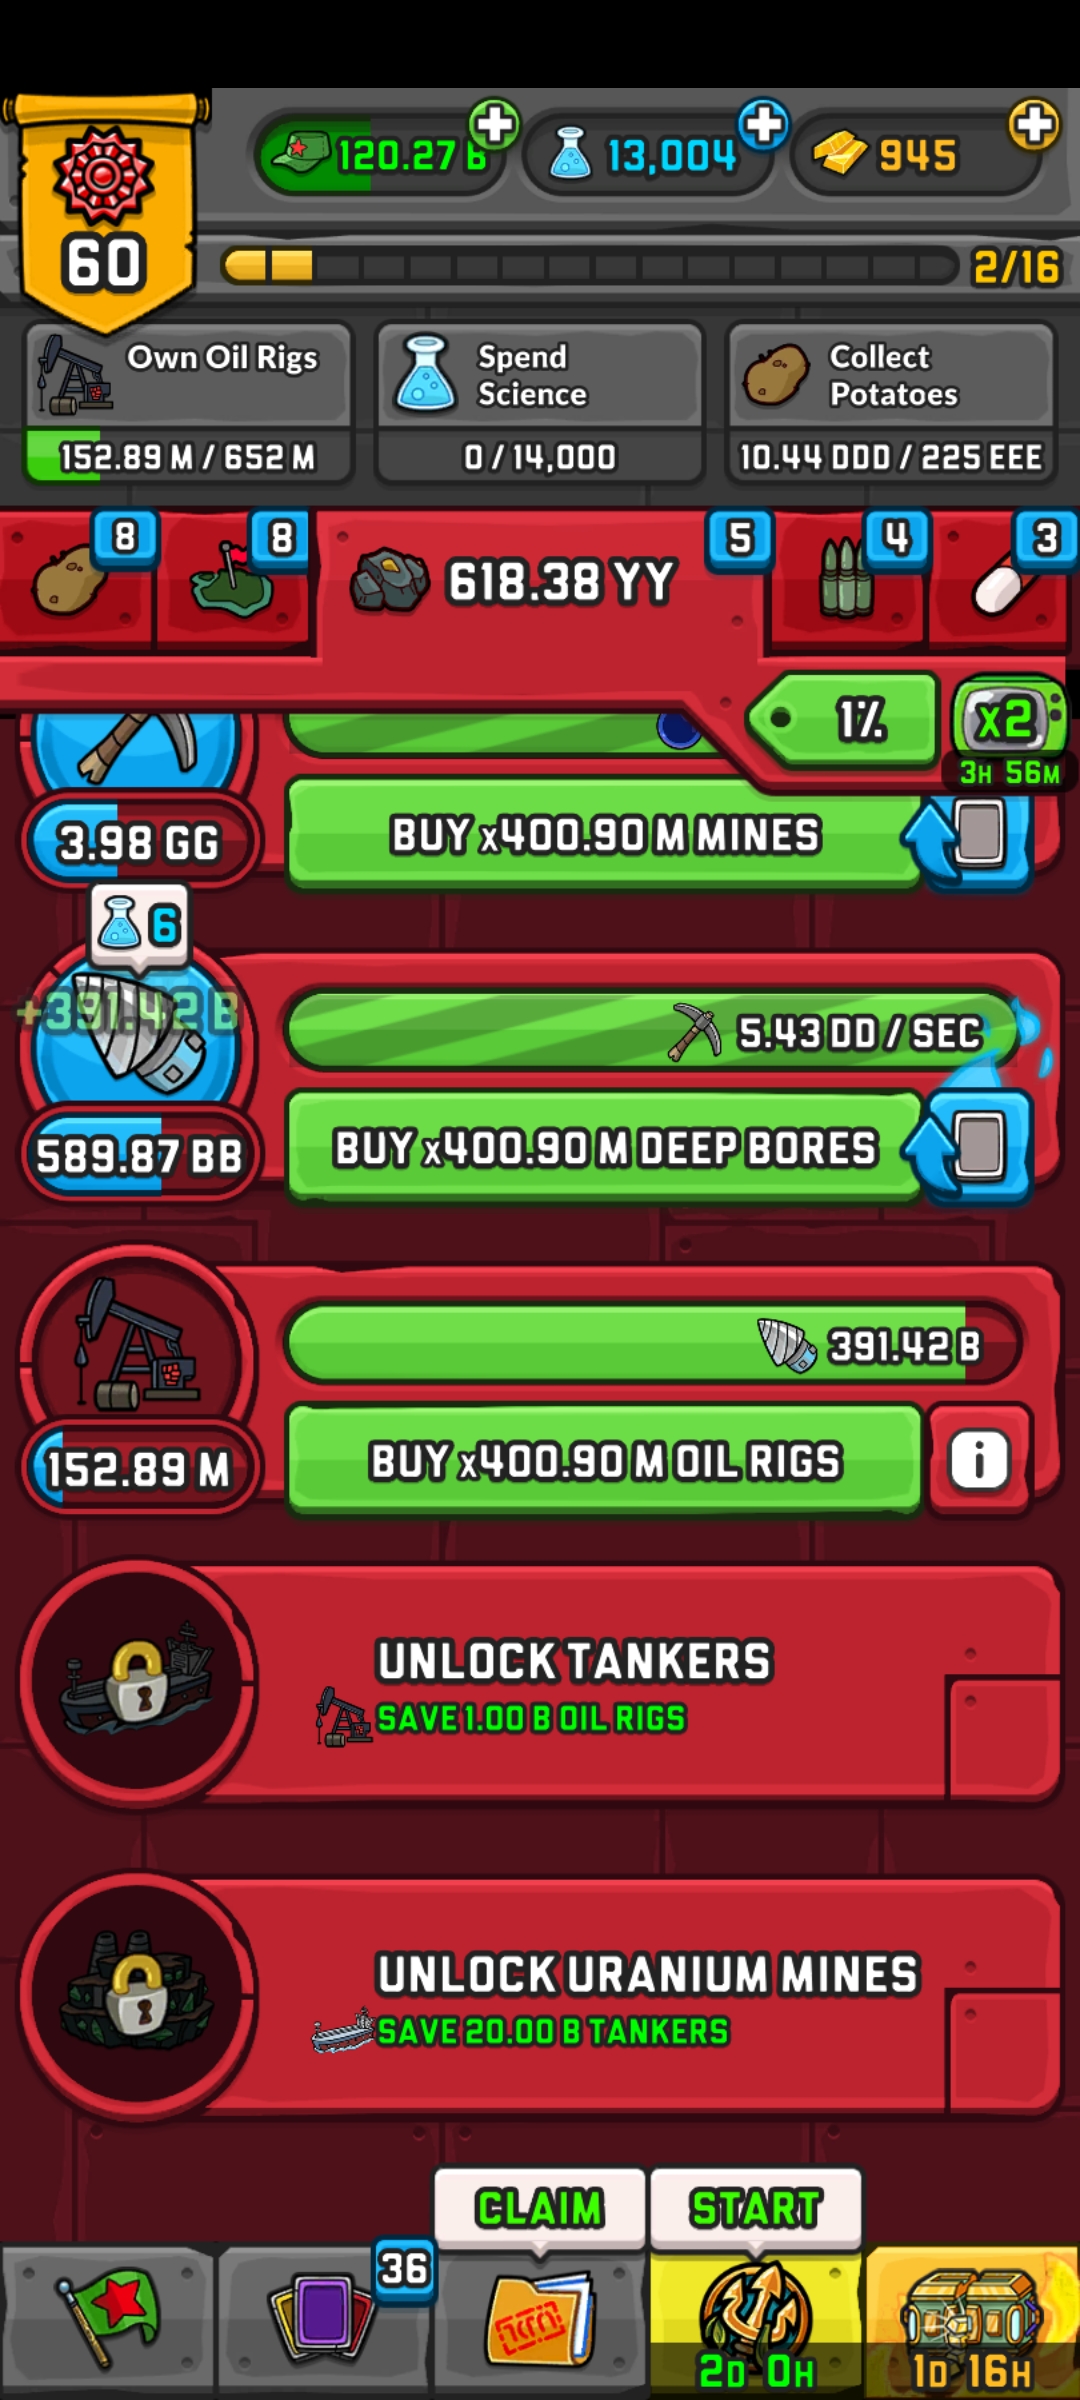 120.27 B
13,004
945
60
2/16
Own Oil Rigs
152.89 M / 652 M
Spend
Science
0 / 14,000
Collect
Potatoes
10.44 DDD / 225 EEE
8
8
618.38 YY
5
4
3
1%
x2
3H 56M
3.98 GG
BUY x400.90 M MINES
6
+391.42 B
5.43 DD / SEC
589.87 BB
BUY x400.90 M DEEP BORES
391.42 B
152.89 M
BUY x400.90 M OIL RIGS
i
UNLOCK TANKERS
SAVE 1.00 B OIL RIGS
UNLOCK URANIUM MINES
SAVE 20.00 B TANKERS
CLAIM
START
36
2D 0H
1D 16H